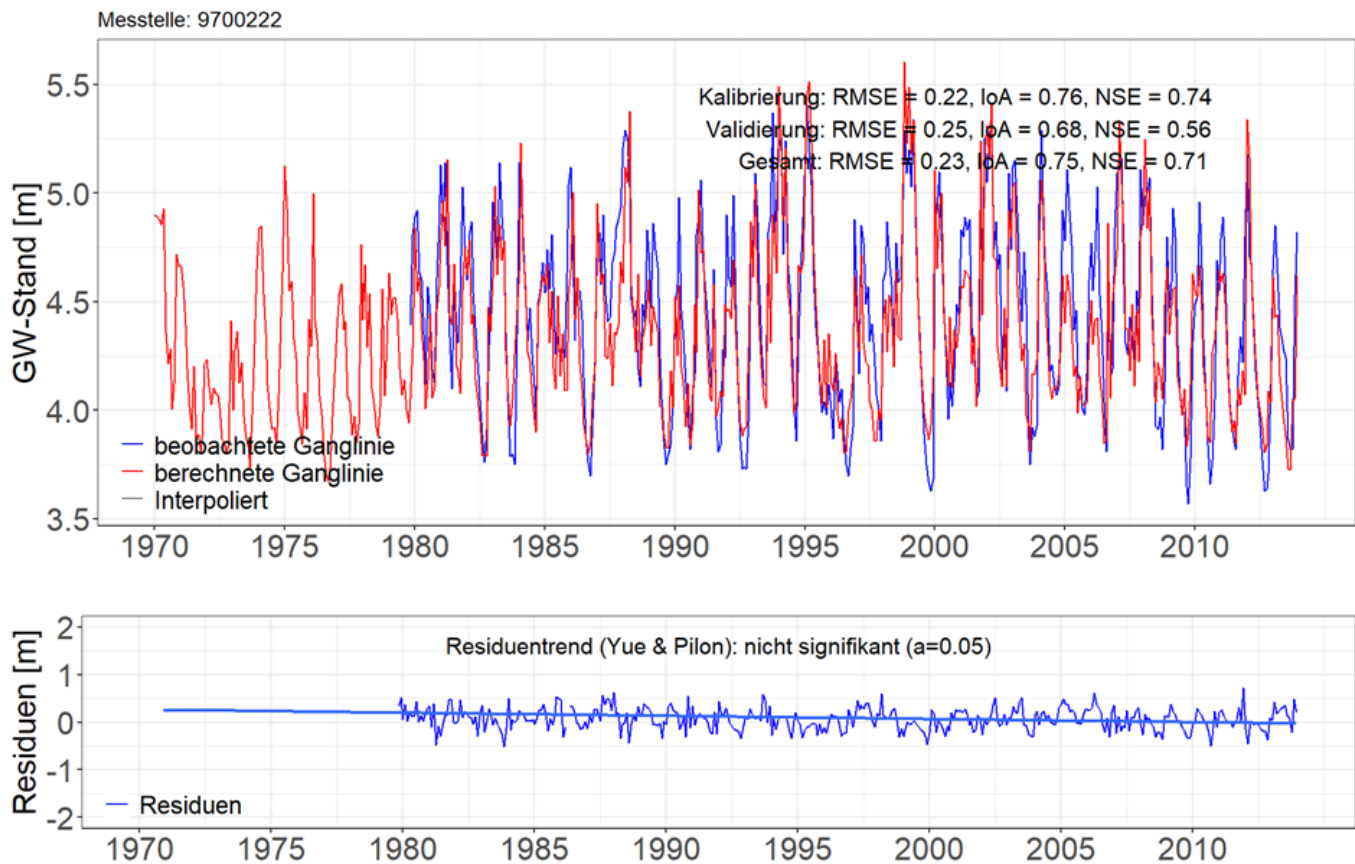 Messtelle: 9700222
GW-Stand [m]
5.5
5.0
4.5
4.0
3.5
Kalibrierung: RMSE = 0.22, IoA = 0.76, NSE = 0.74
Validierung: RMSE = 0.25, IoA = 0.68, NSE = 0.56
Gesamt: RMSE = 0.23, IoA = 0.75, NSE = 0.71
beobachtete Ganglinie
berechnete Ganglinie
Interpoliert
1970 1975 1980 1985 1990 1995 2000 2005 2010
Residuen [m]
2
1
0
-1
-2
Residuentrend (Yue & Pilon): nicht signifikant (a=0.05)
Residuen
1970 1975 1980 1985 1990 1995 2000 2005 2010